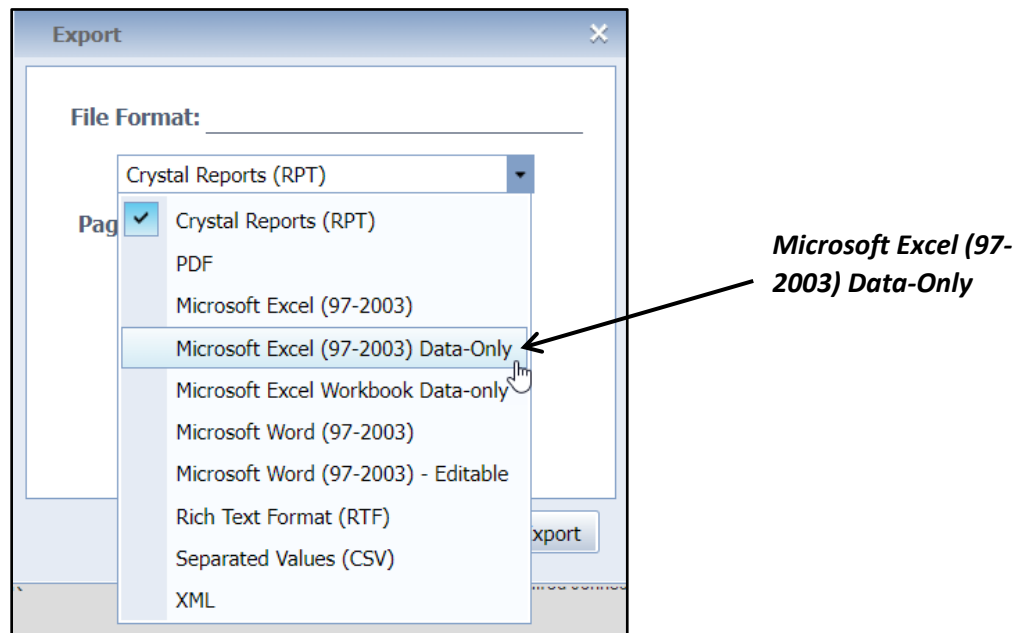 Export
File Format:
Crystal Reports (RPT)
Pag
Crystal Reports (RPT)
PDF
Microsoft Excel (97-2003)
Microsoft Excel (97-2003) Data-Only
Microsoft Excel Workbook Data-only
Microsoft Word (97-2003)
Microsoft Word (97-2003) - Editable
Rich Text Format (RTF)
xport
Separated Values (CSV)
XML
Microsoft Excel (97-
2003) Data-Only